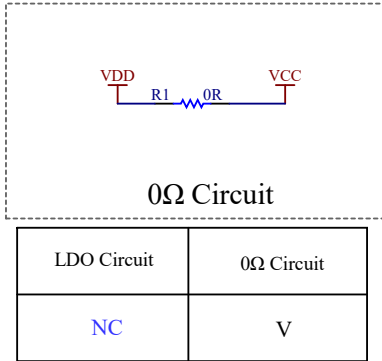 VDD VCC
R1 0R
0Ω Circuit
LDO Circuit 0Ω Circuit
NC V